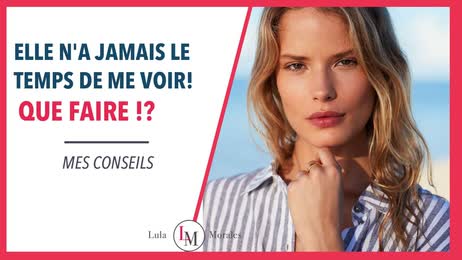 ELLE N'A JAMAIS LE
TEMPS DE ME VOIR!
QUE FAIRE !?
MES CONSEILS
Lula LM Morales